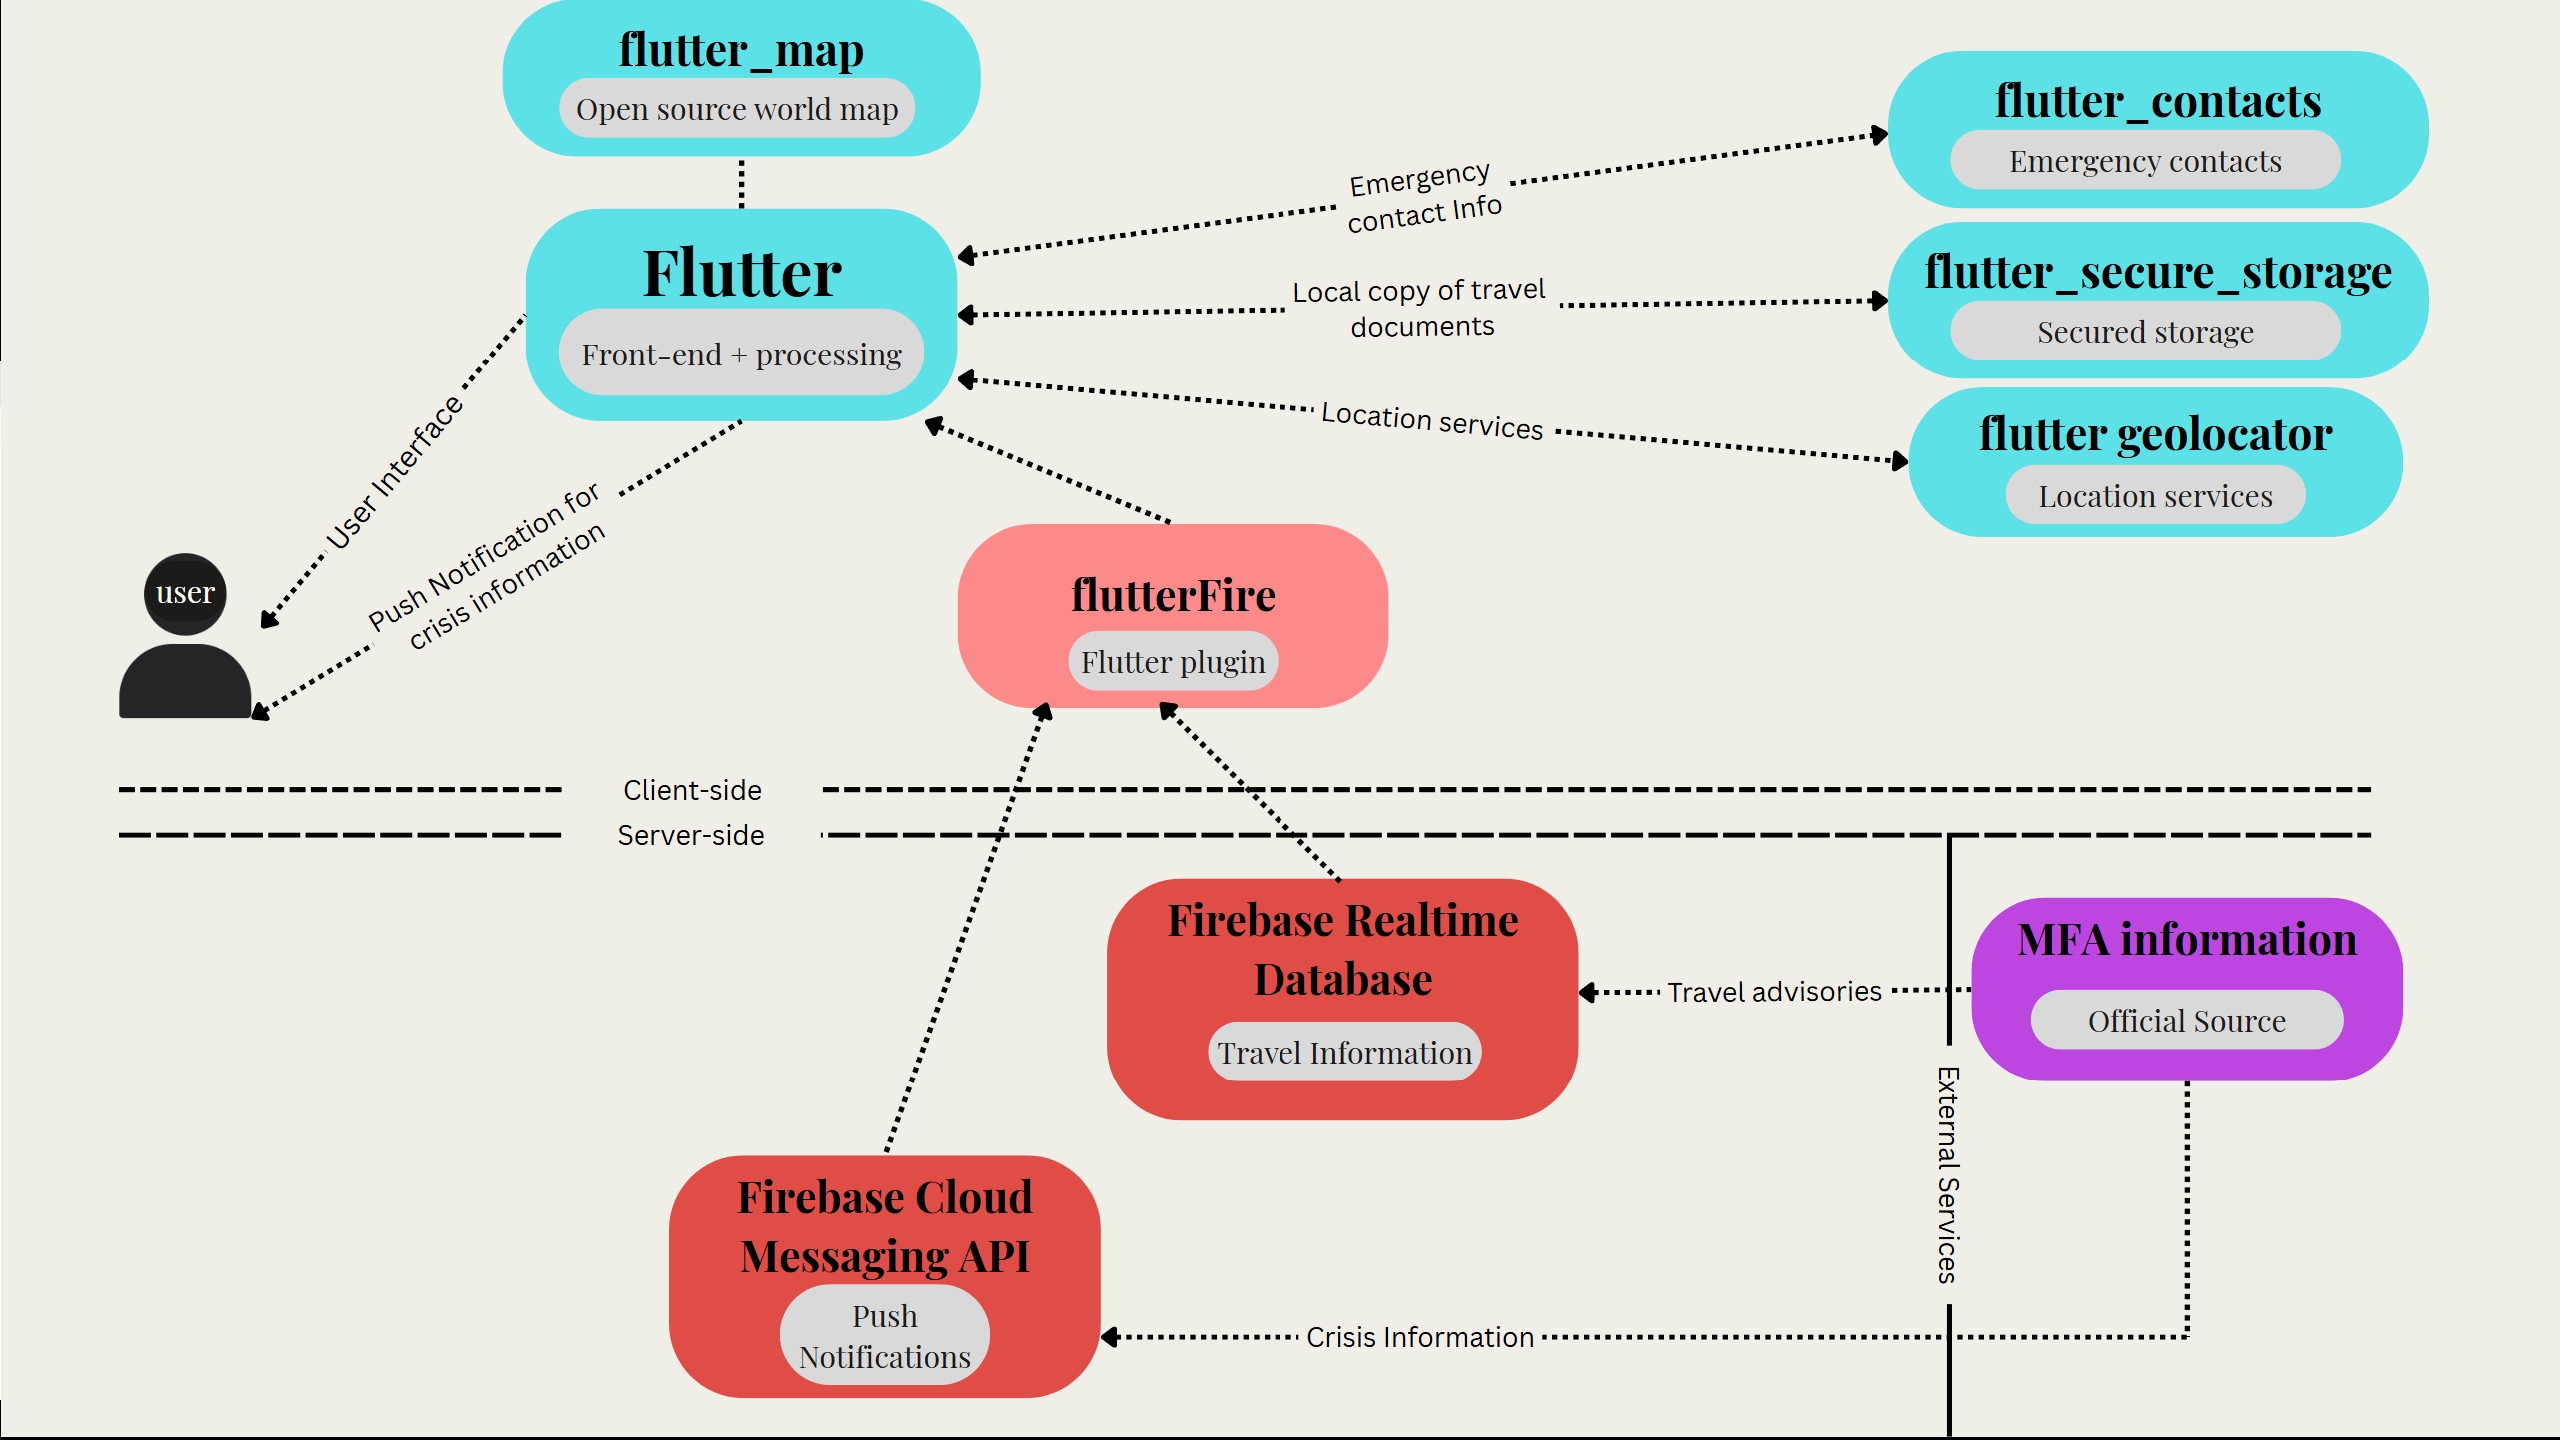 flutter_map
Open source world map
flutter_contacts
Emergency contacts
Emergency
contact Info
Flutter
Front-end + processing
flutter_secure_storage
Secured storage
Local copy of travel
documents
flutter geolocator
Location services
Location services
User Interface
Push Notification for
crisis information
user
flutterFire
Flutter plugin
Client-side
Server-side
Firebase Realtime
Database
Travel Information
Travel advisories
MFA information
Official Source
External Services
Firebase Cloud
Messaging API
Push
Notifications
Crisis Information